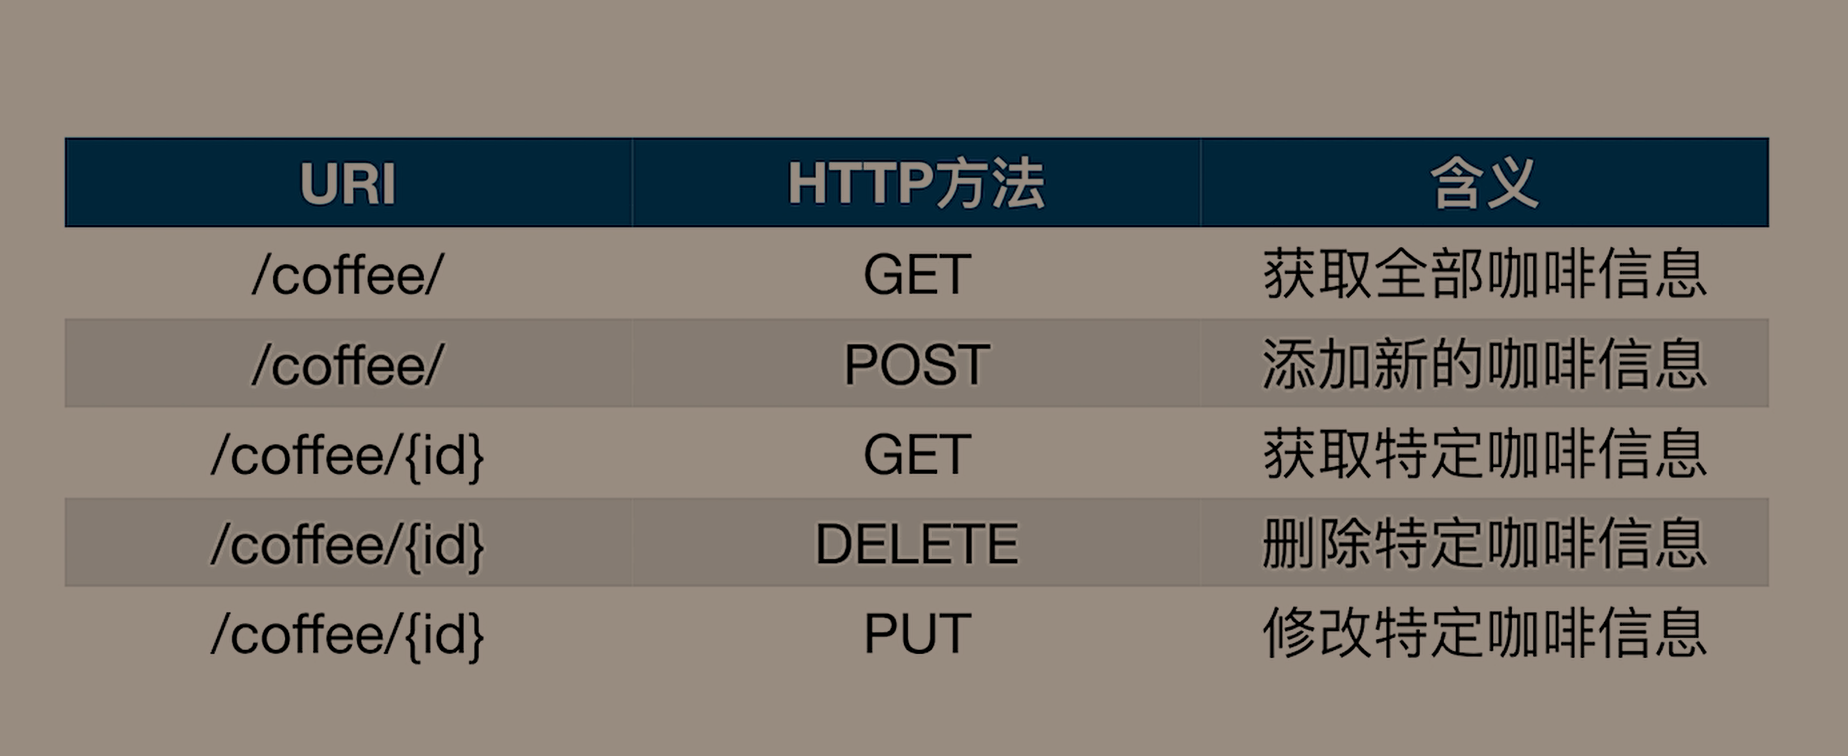 URI HTTP方法 含义
/coffee/ GET 获取全部咖啡信息
/coffee/ POST 添加新的咖啡信息
/coffee/{id} GET 获取特定咖啡信息
/coffee/{id} DELETE 删除特定咖啡信息
/coffee/{id} PUT 修改特定咖啡信息